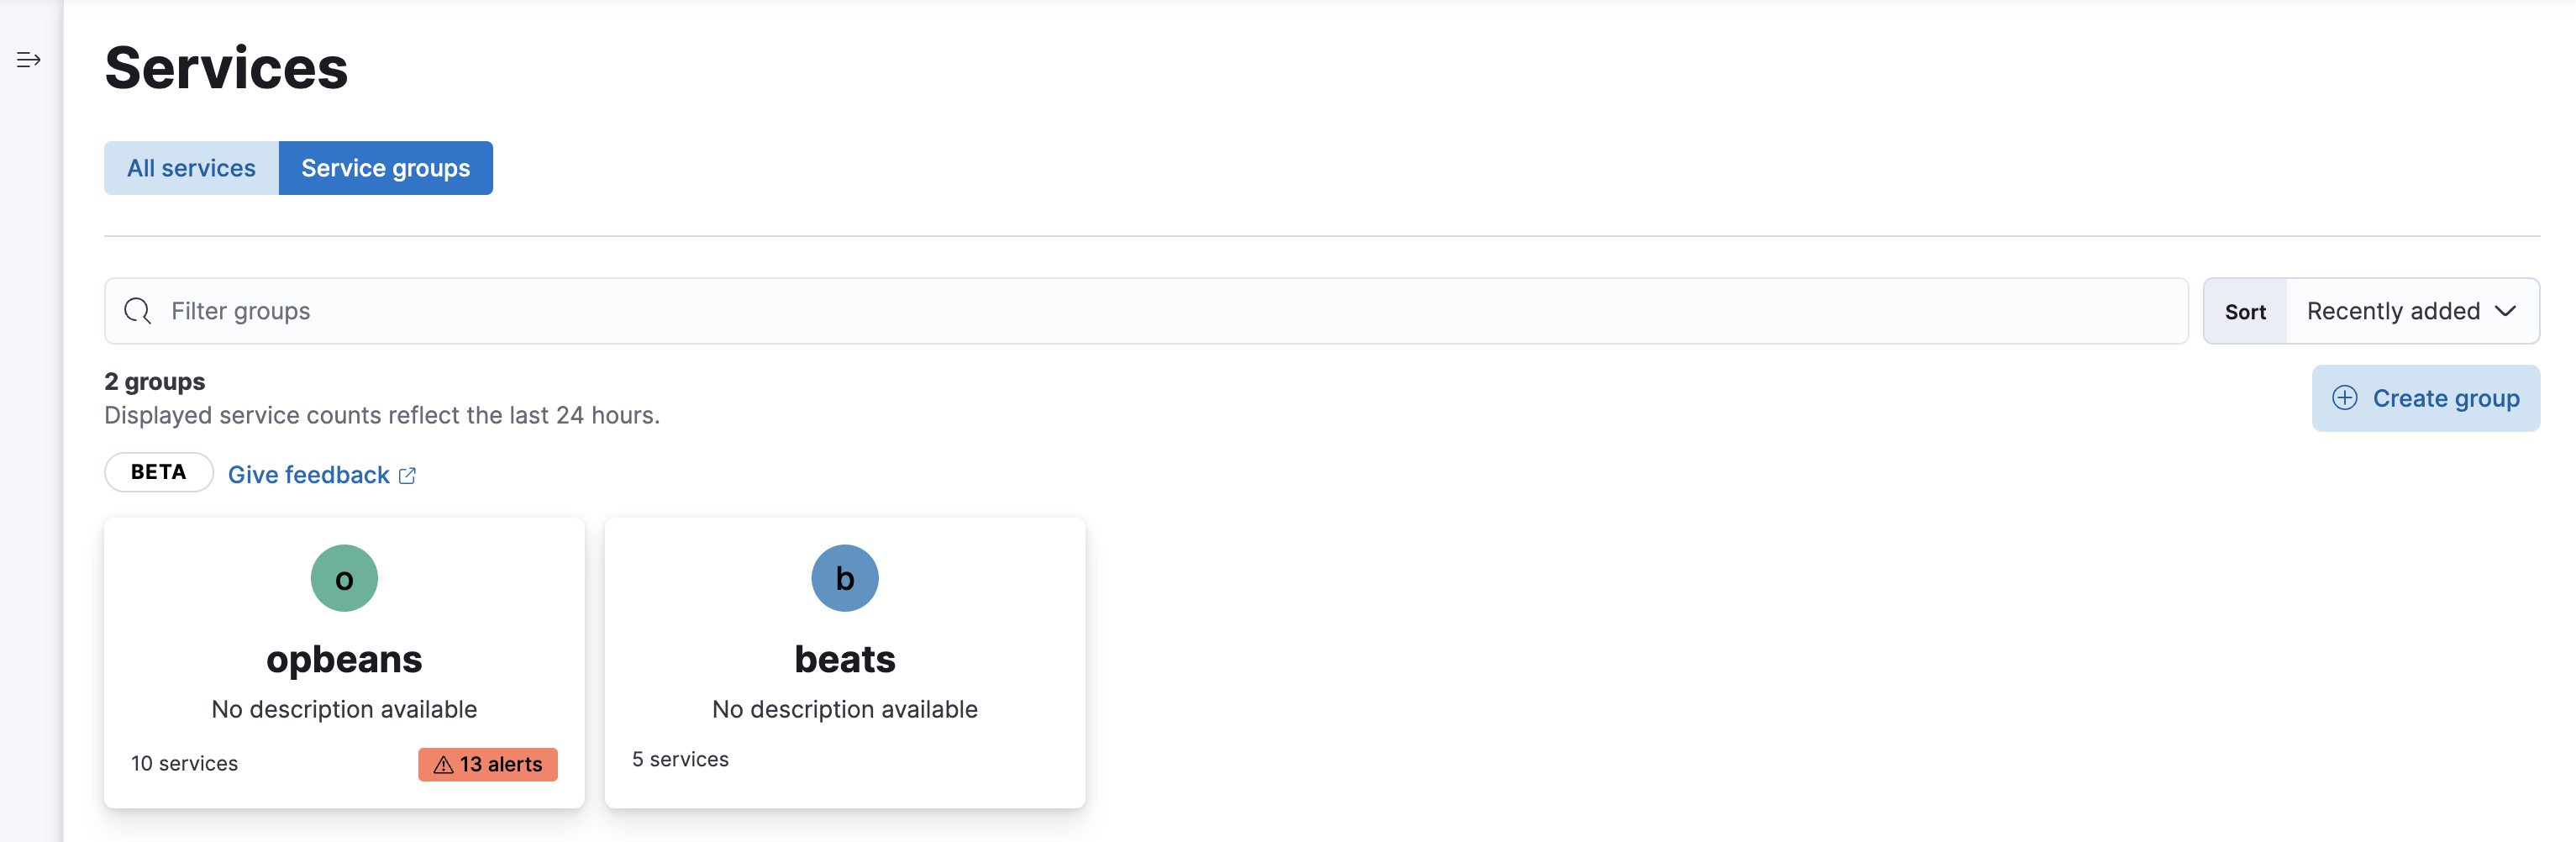 Services
All services Service groups
Filter groups Sort Recently added
2 groups
Displayed service counts reflect the last 24 hours.
Create group
BETA Give feedback
o b
opbeans beats
No description available No description available
10 services 13 alerts 5 services